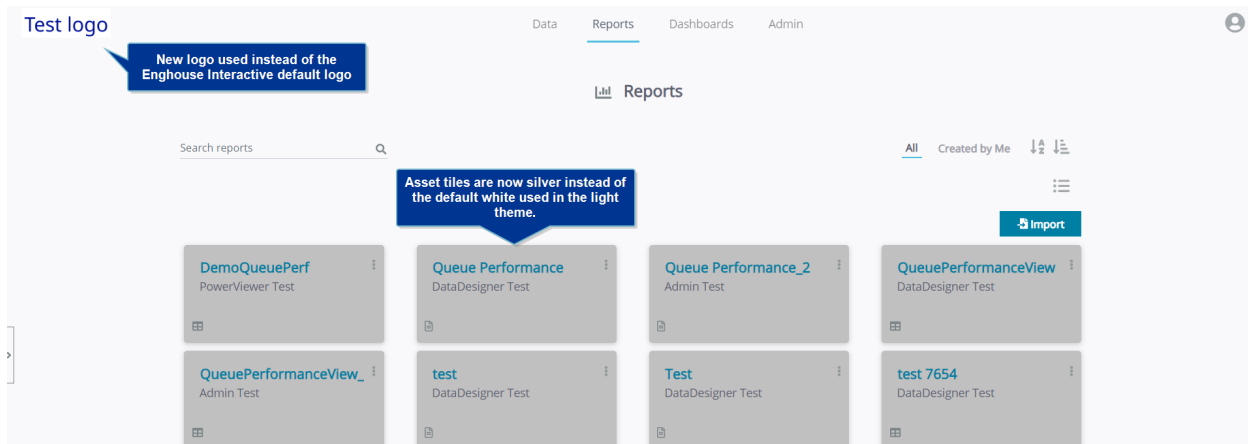 Test logo
Data Reports Dashboards Admin
New logo used instead of the
Enghouse Interactive default logo
Reports
Search reports
All Created by Me
Asset tiles are now silver instead of
the default white used in the light
theme.
Import
DemoQueuePerf
PowerViewer Test
Queue Performance
DataDesigner Test
Queue Performance_2
Admin Test
QueuePerformanceView
DataDesigner Test
QueuePerformanceView_
Admin Test
test
DataDesigner Test
Test
DataDesigner Test
test 7654
DataDesigner Test